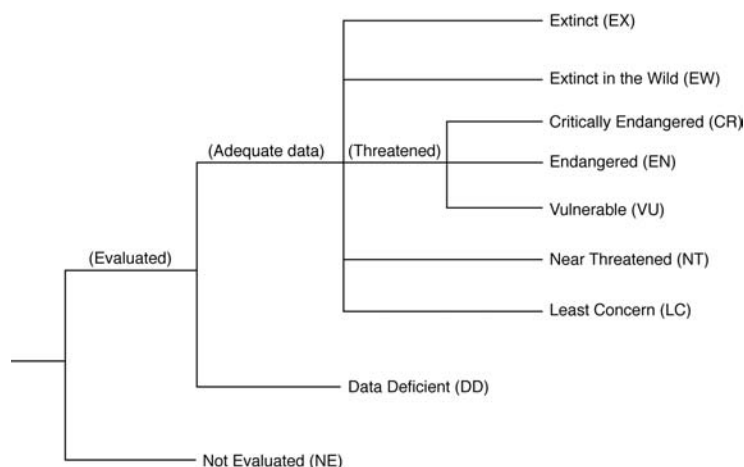 Extinct (EX)
Extinct in the Wild (EW)
Critically Endangered (CR)
(Adequate data)
(Threatened)
Endangered (EN)
Vulnerable (VU)
(Evaluated)
Near Threatened (NT)
Least Concern (LC)
Data Deficient (DD)
Not Evaluated (NE)